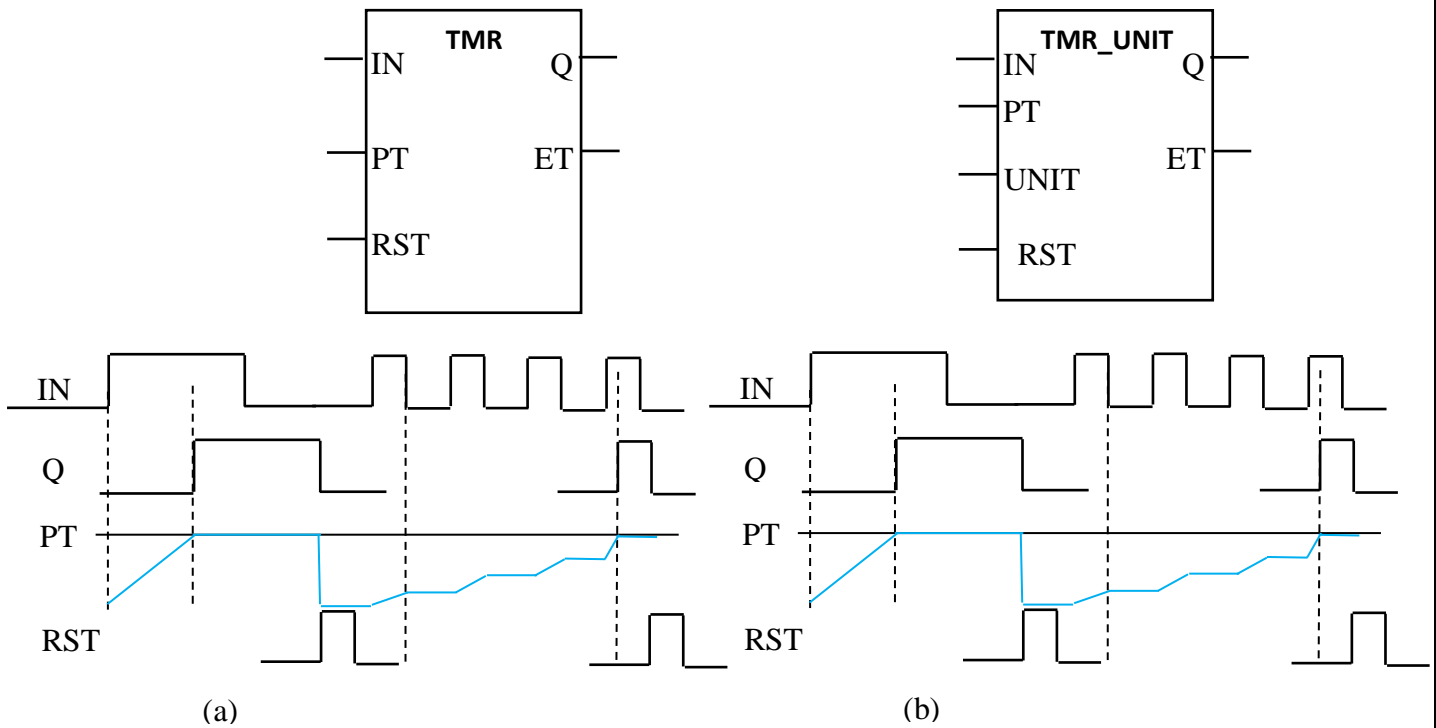 TMR
IN Q
PT ET
RST
TMR_UNIT
IN Q
PT
UNIT ET
RST
IN
Q
PT
RST
(a)
IN
Q
PT
RST
(b)